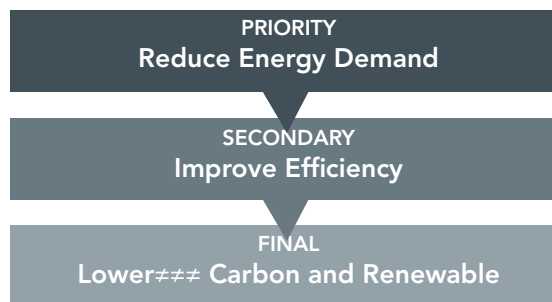 PRIORITY
Reduce Energy Demand
SECONDARY
Improve Efficiency
FINAL
Lower≠≠≠ Carbon and Renewable